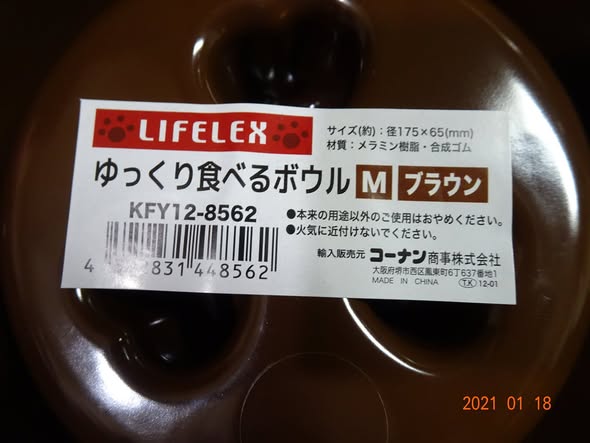 LIFELEX
サイズ(約):径175×65(mm)
材質:メラミン樹脂・合成ゴム
ゆっくり食べるボウル M ブラウン
KFY12-8562
●本来の用途以外のご使用はおやめください。
●火気に近付けないでください。
輸入販売元 コーナン商事株式会社
大阪府堺市西区鳳東町6丁637番地1
MADE IN CHINA T.K 12-01
831 448562
2021 01 18